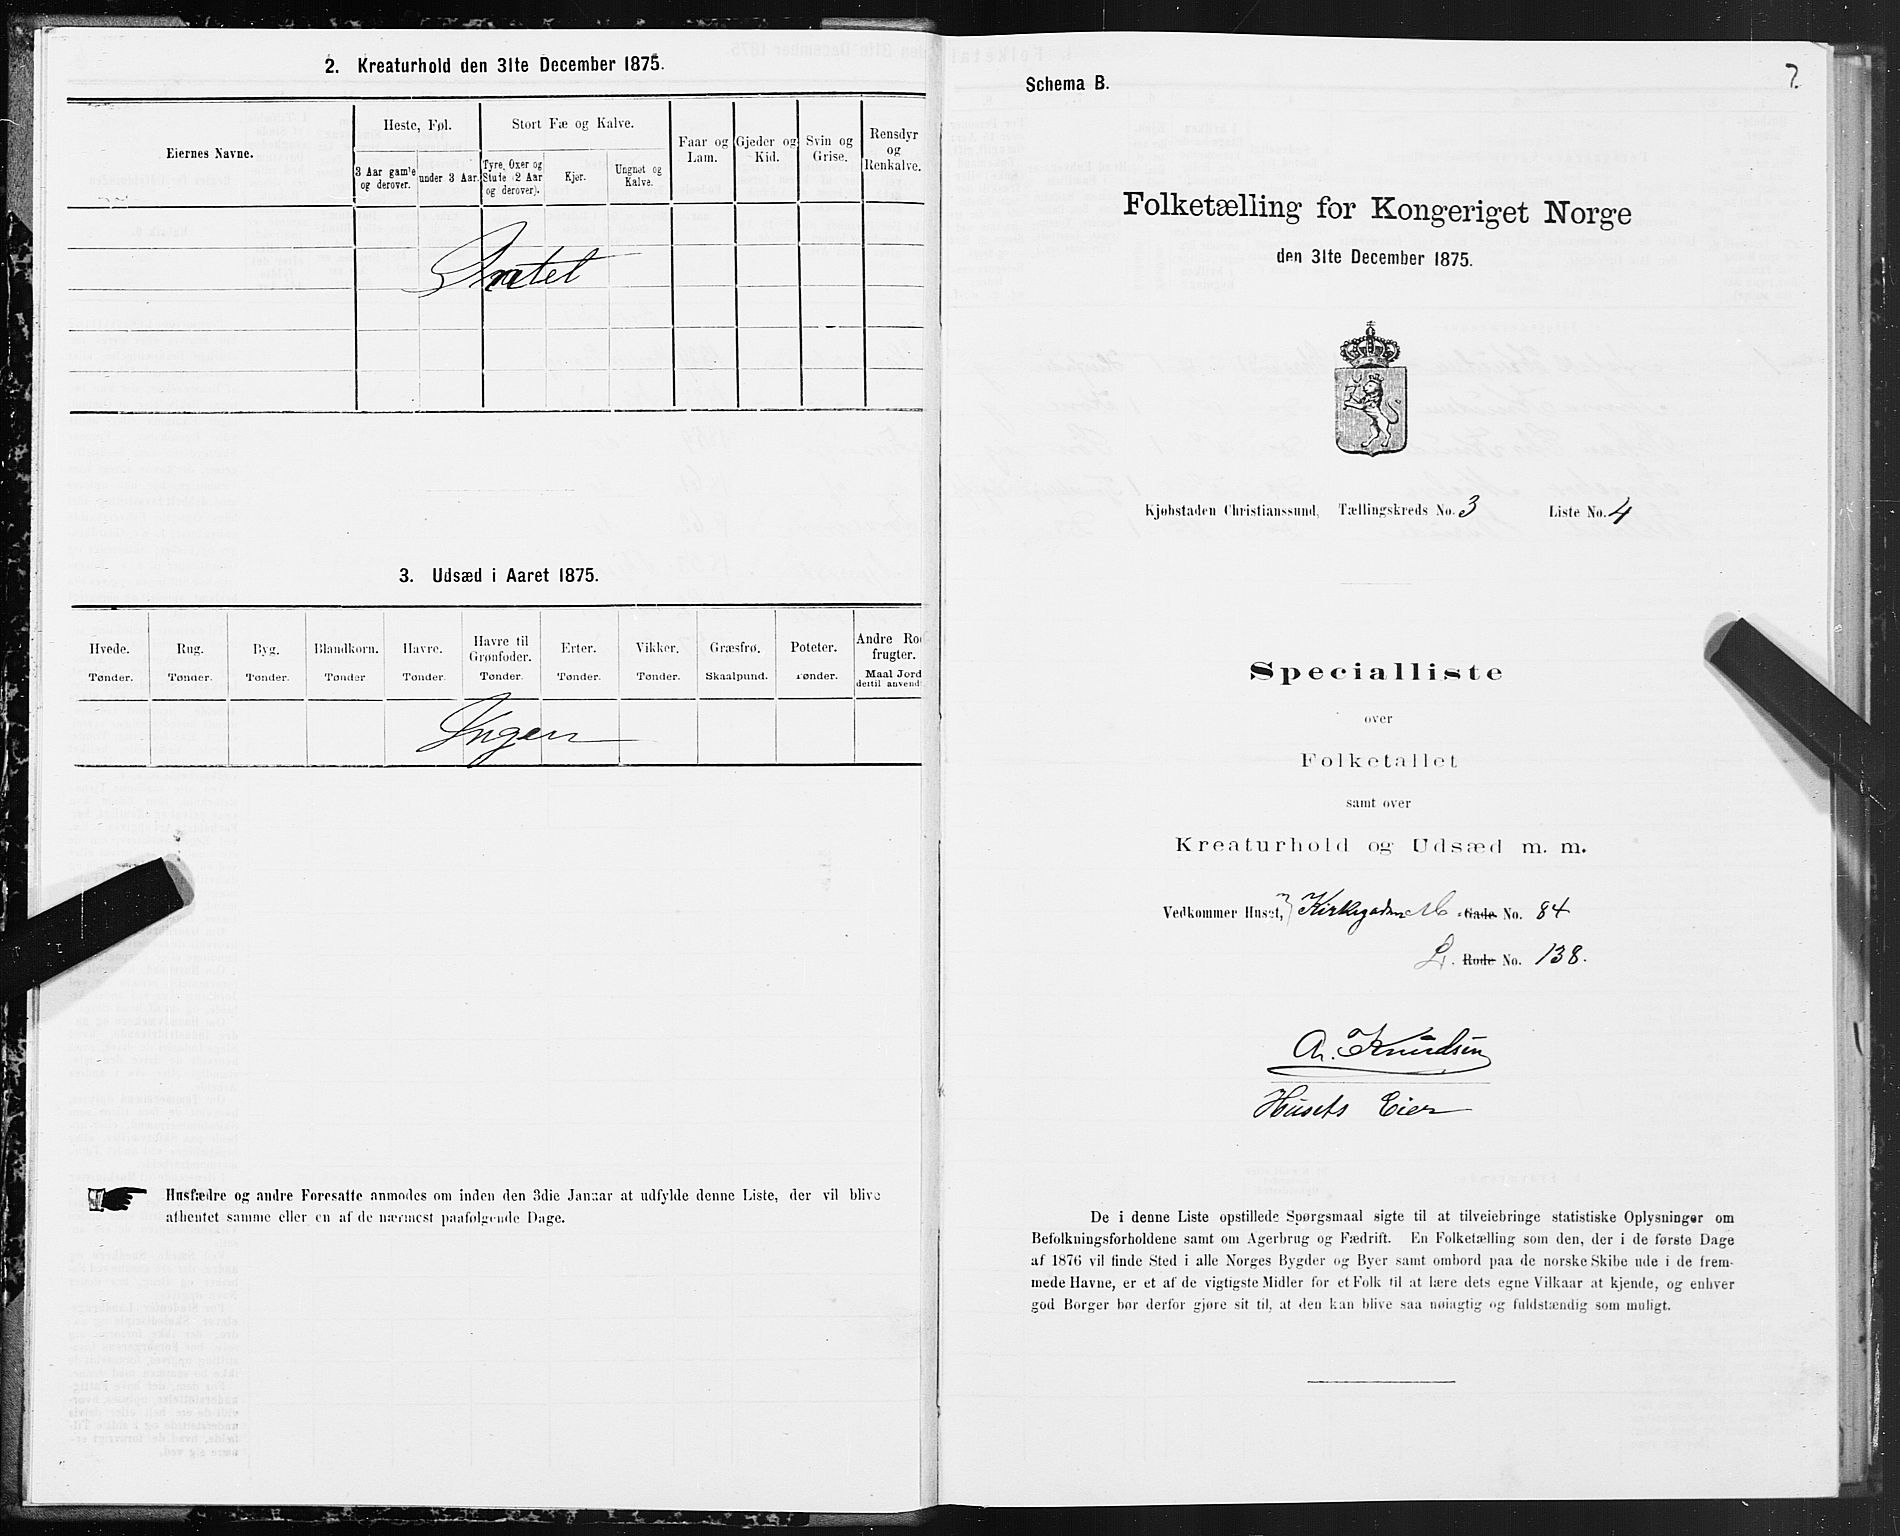 2. Kreaturhold den 31te December 1875.
Eiernes Navne.
Heste, Føl.
Stort Fæ og Kalve.
Faar og Lam.
Gjeder og Kid.
Svin og Grise.
Rensdyr og Renkalve.
3 Aar gamle og derover.
under 3 Aar.
Tyre, Oxer og Stude (2 Aar og derover).
Kjør.
Ungnøt og Kalve.
Intet
3. Udsæd i Aaret 1875.
Hvede. Rug. Byg. Blandkorn. Havre. Havre til Grønfoder. Erter. Vikker. Græsfrø. Poteter.
Tønder. Tønder. Tønder. Tønder Tønder. Tønder. Tønder. Tønder. Skaalpund. Tønder.
Maal Jord
Ingen
Husfædre og andre Foresatte anmodes om inden den 3die Januar at udfylde denne Liste, der vil blive
afhentet samme eller en af de nærmest paafølgende Dage.
7.
Schema B.
Folketælling for Kongeriget Norge
den 31te December 1875.
Kjøbstaden Christianssund, Tællingskreds No. 3 Liste No. 4
Specialliste
over
Folketallet
samt over
Kreaturhold og Udsæd m. m.
Vedkommer Huset, Kirkegaden M Gade No. 84
L. Rode No. 138.
A. Knudsen
Husets Eier
De i denne Liste opstillede Spørgsmaal sigte til at tilveiebringe statistiske Oplysninger om
Befolkningsforholdene samt om Agerbrug og Fædrift. En Folketælling som den, der i de første Dage
af 1876 vil finde Sted i alle Norges Bygder og Byer samt ombord paa de norske Skibe ude i de frem-
mede Havne, er et af de vigtigste Midler for et Folk til at lære dets egne Vilkaar at kjende, og enhver
god Borger bør derfor gjøre sit til, at den kan blive saa nøiagtig og fuldstændig som muligt.